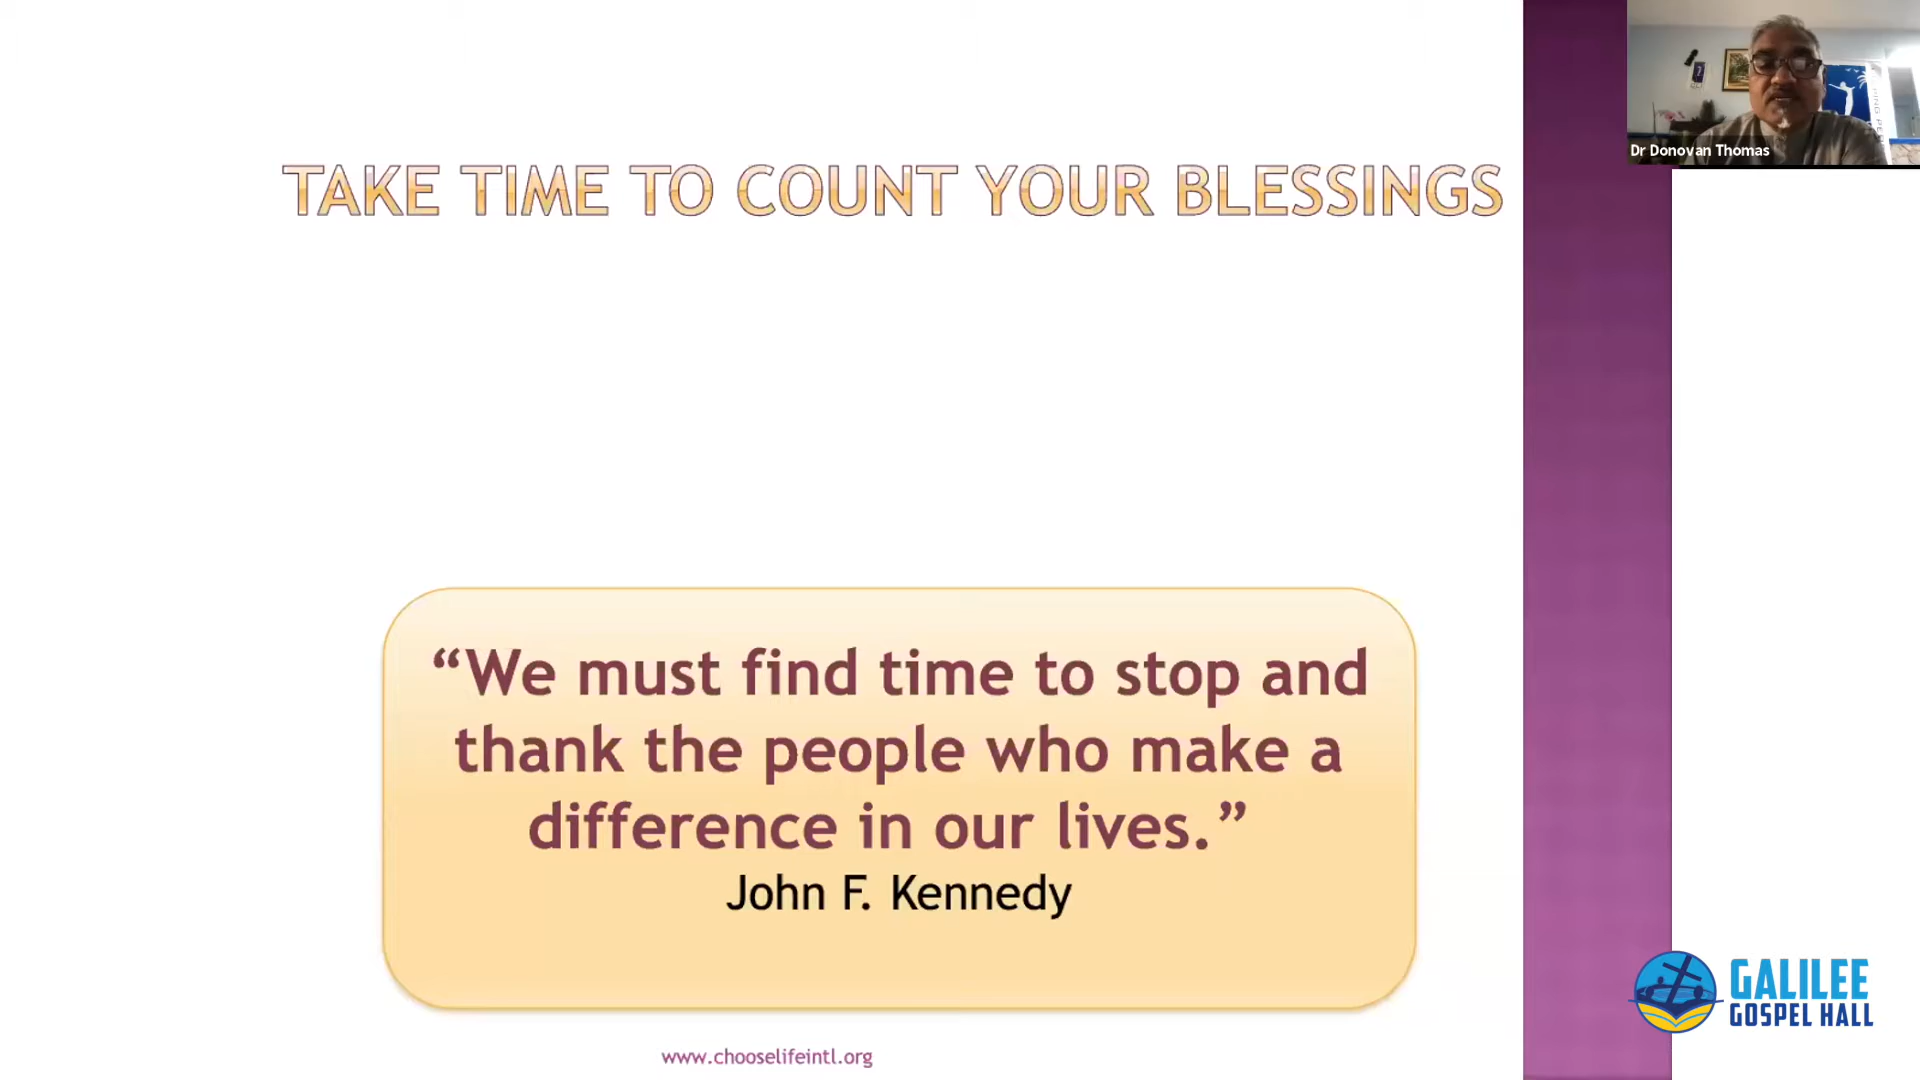 TAKE TIME TO COUNT YOUR BLESSINGS
Dr Donovan Thomas
“We must find time to stop and
thank the people who make a
difference in our lives.”
John F. Kennedy
www.chooselifeintl.org
GALILEE
GOSPEL HALL